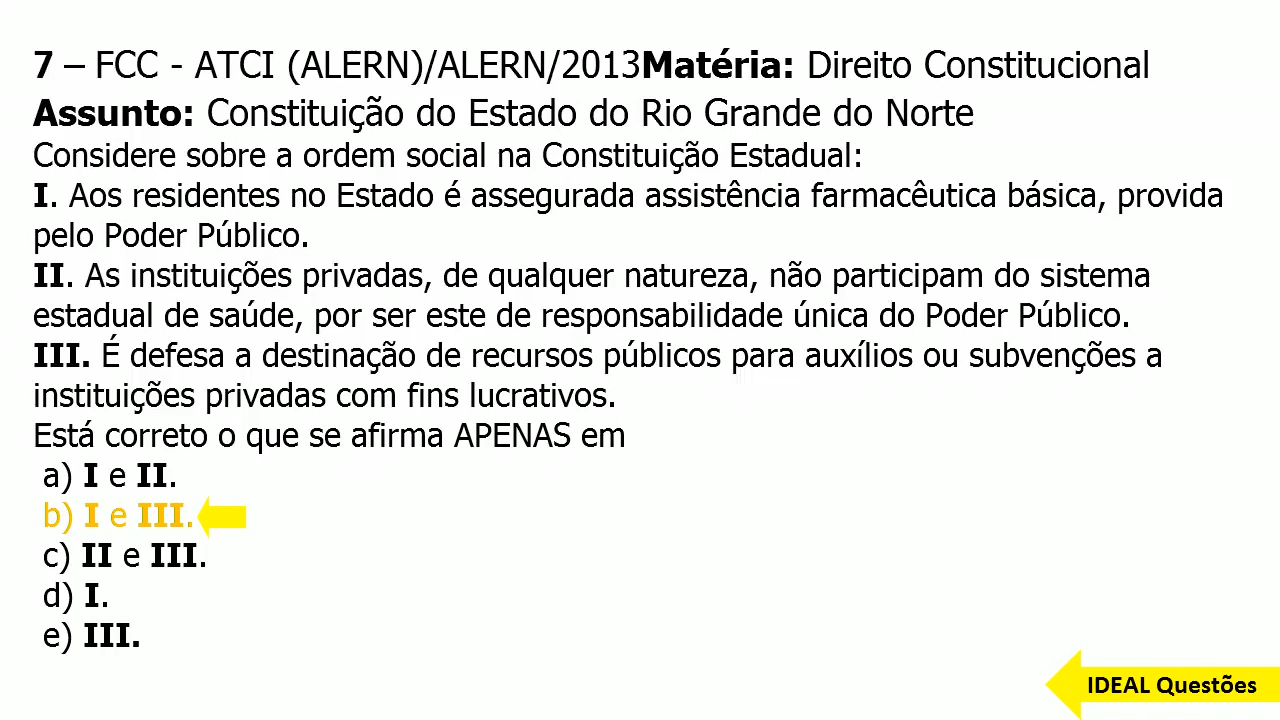 7 – FCC - ATCI (ALERN)/ALERN/2013Matéria: Direito Constitucional
Assunto: Constituição do Estado do Rio Grande do Norte
Considere sobre a ordem social na Constituição Estadual:
I. Aos residentes no Estado é assegurada assistência farmacêutica básica, provida
pelo Poder Público.
II. As instituições privadas, de qualquer natureza, não participam do sistema
estadual de saúde, por ser este de responsabilidade única do Poder Público.
III. É defesa a destinação de recursos públicos para auxílios ou subvenções a
instituições privadas com fins lucrativos.
Está correto o que se afirma APENAS em
a) I e II.
b) I e III.
c) II e III.
d) I.
e) III.
IDEAL Questões